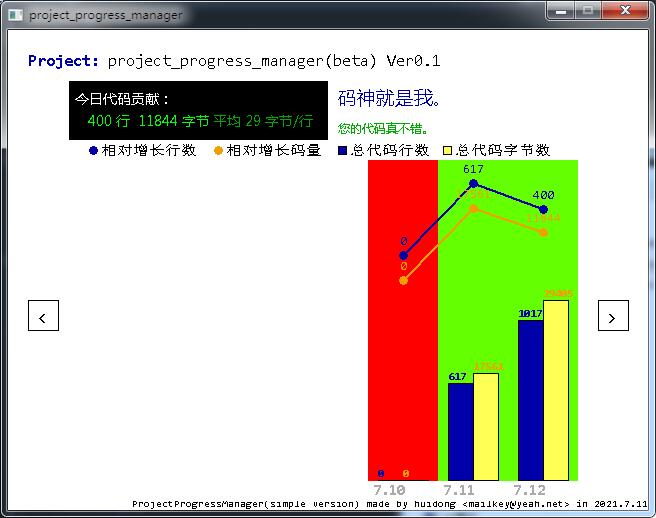 project_progress_manager
Project: project_progress_manager(beta) Ver0.1
今日代码贡献:
400 行 11844 字节 平均 29 字节/行
码神就是我。
您的代码真不错。
相对增长行数 相对增长码量 总代码行数 总代码字节数
617
400
11844
0
0
29405
1017
17561
617
0 0
< >
7.10 7.11 7.12
ProjectProgressManager(simple version) made by huidong <mailkey@yeah.net> in 2021.7.11